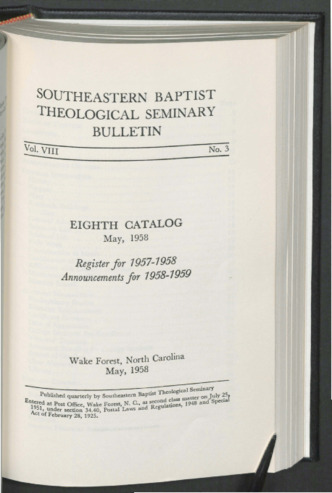 SOUTHEASTERN BAPTIST
THEOLOGICAL SEMINARY
BULLETIN
Vol. VIII No. 3
EIGHTH CATALOG
May, 1958
Register for 1957-1958
Announcements for 1958-1959
Wake Forest, North Carolina
May, 1958
Published quarterly by Southeastern Baptist Theological Seminary
Entered at Post Office, Wake Forest, N. C., as second class matter on July 25,
1951, under section 34.40, Postal Laws and Regulations, 1948 and Special
Act of February 28, 1925.